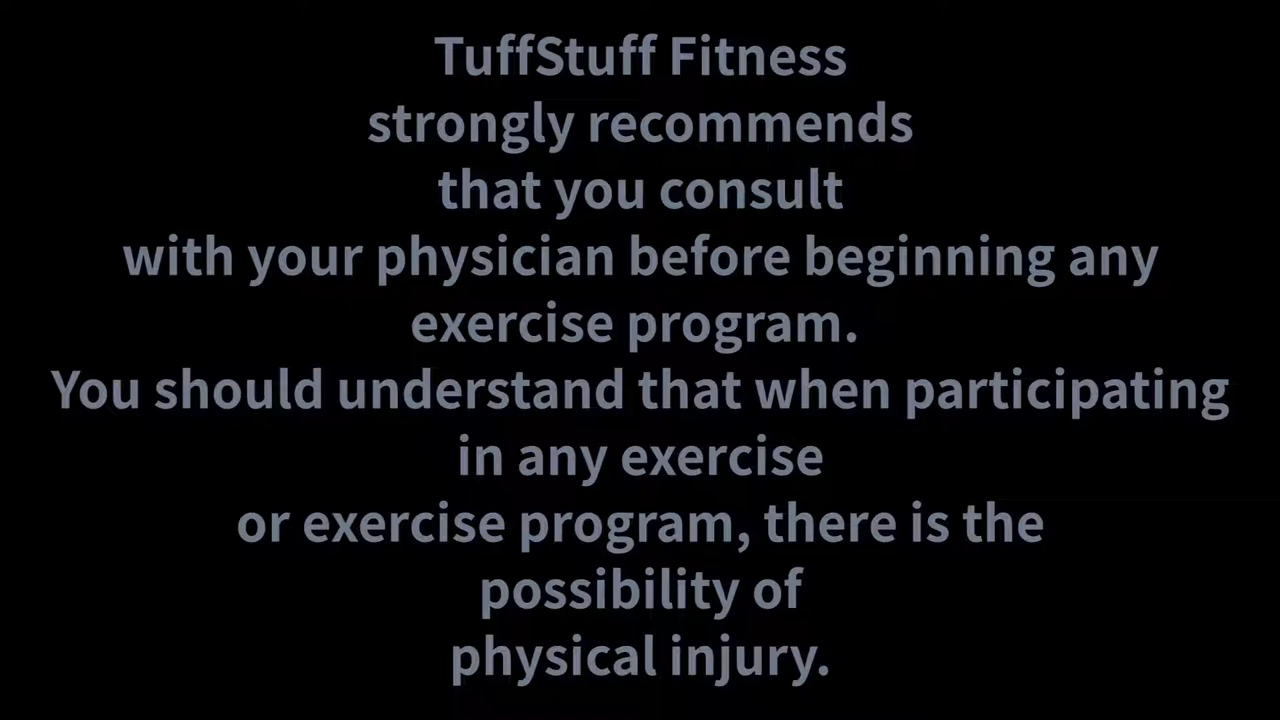 TuffStuff Fitness
strongly recommends
that you consult
with your physician before beginning any
exercise program.
You should understand that when participating
in any exercise
or exercise program, there is the
possibility of
physical injury.